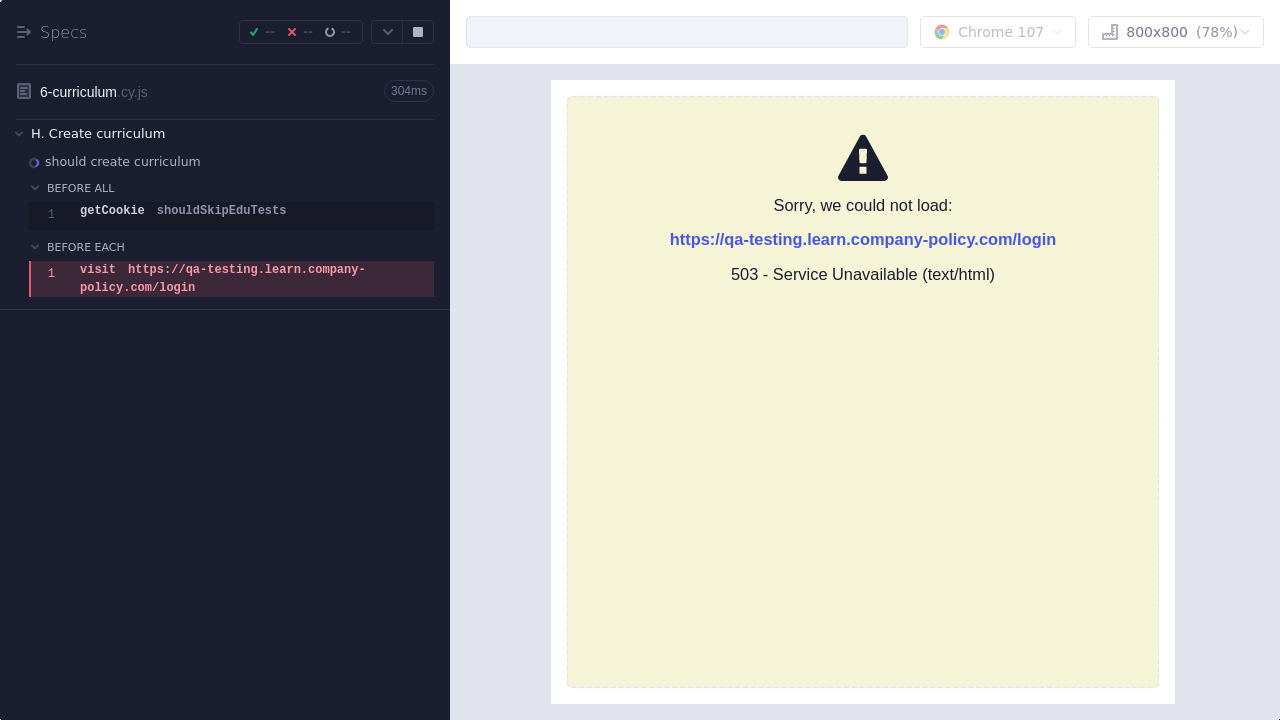 Specs
--
--
--
6-curriculum.cy.js
304ms
H. Create curriculum
should create curriculum
BEFORE ALL
1 getCookie shouldSkipEduTests
BEFORE EACH
1 visit https://qa-testing.learn.company-
policy.com/login
Chrome 107
800x800 (78%)
Sorry, we could not load:
https://qa-testing.learn.company-policy.com/login
503 - Service Unavailable (text/html)